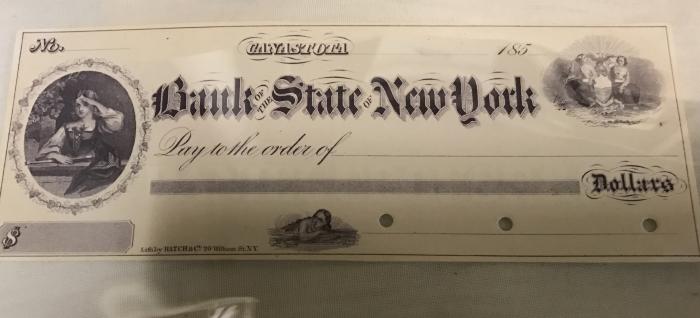 No. CANASTOTA 185
Bank OF THE State OF New York
Pay to the order of
Dollars
$
Lith by HATCH & Co 29 William St. N.Y.